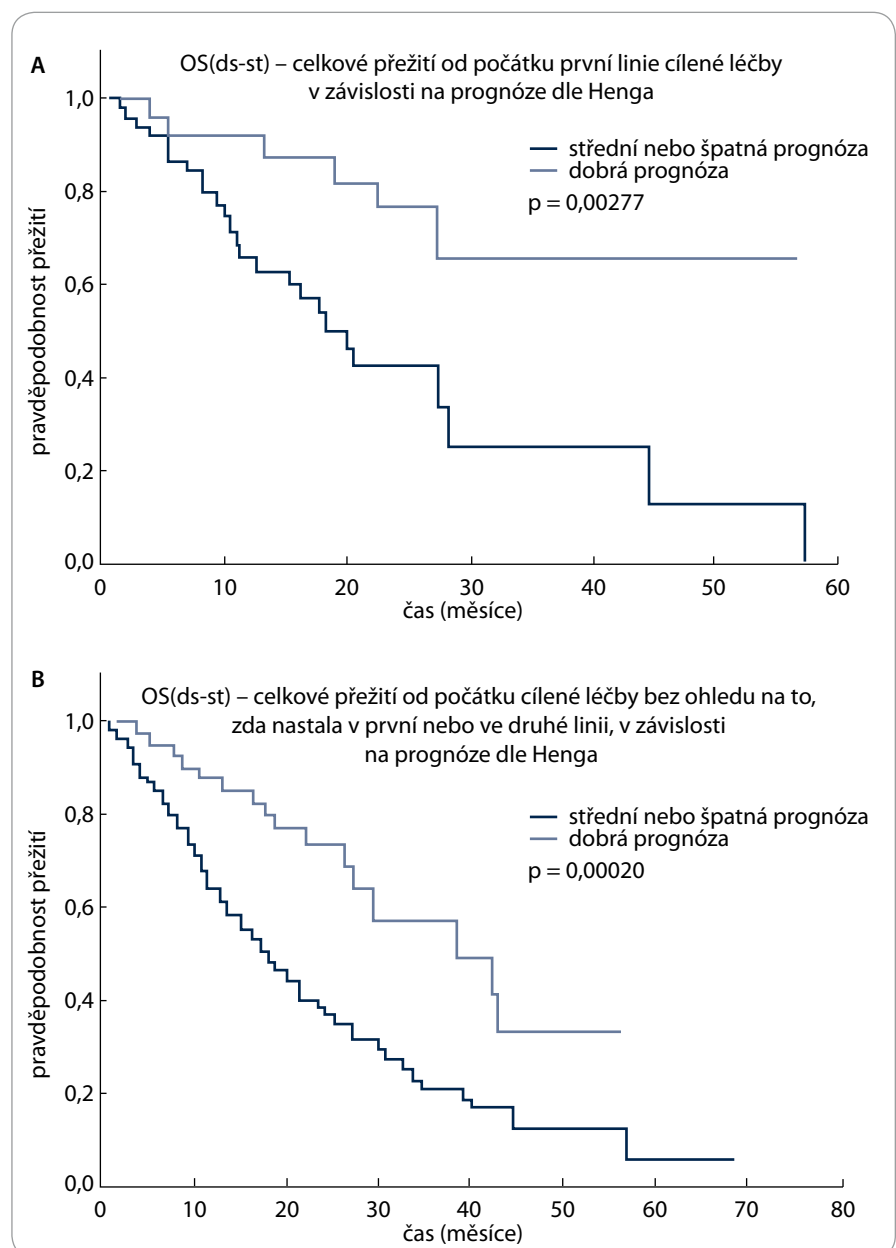 A
OS(ds-st) – celkové přežití od počátku první linie cílené léčby
v závislosti na prognóze dle Henga
střední nebo špatná prognóza
dobrá prognóza
p = 0,00277
pravděpodobnost přežití
1,0
0,8
0,6
0,4
0,2
0,0
0 10 20 30 40 50 60
čas (měsíce)
B
OS(ds-st) – celkové přežití od počátku cílené léčby bez ohledu na to,
zda nastala v první nebo ve druhé linii, v závislosti
na prognóze dle Henga
střední nebo špatná prognóza
dobrá prognóza
p = 0,00020
pravděpodobnost přežití
1,0
0,8
0,6
0,4
0,2
0,0
0 10 20 30 40 50 60 70 80
čas (měsíce)